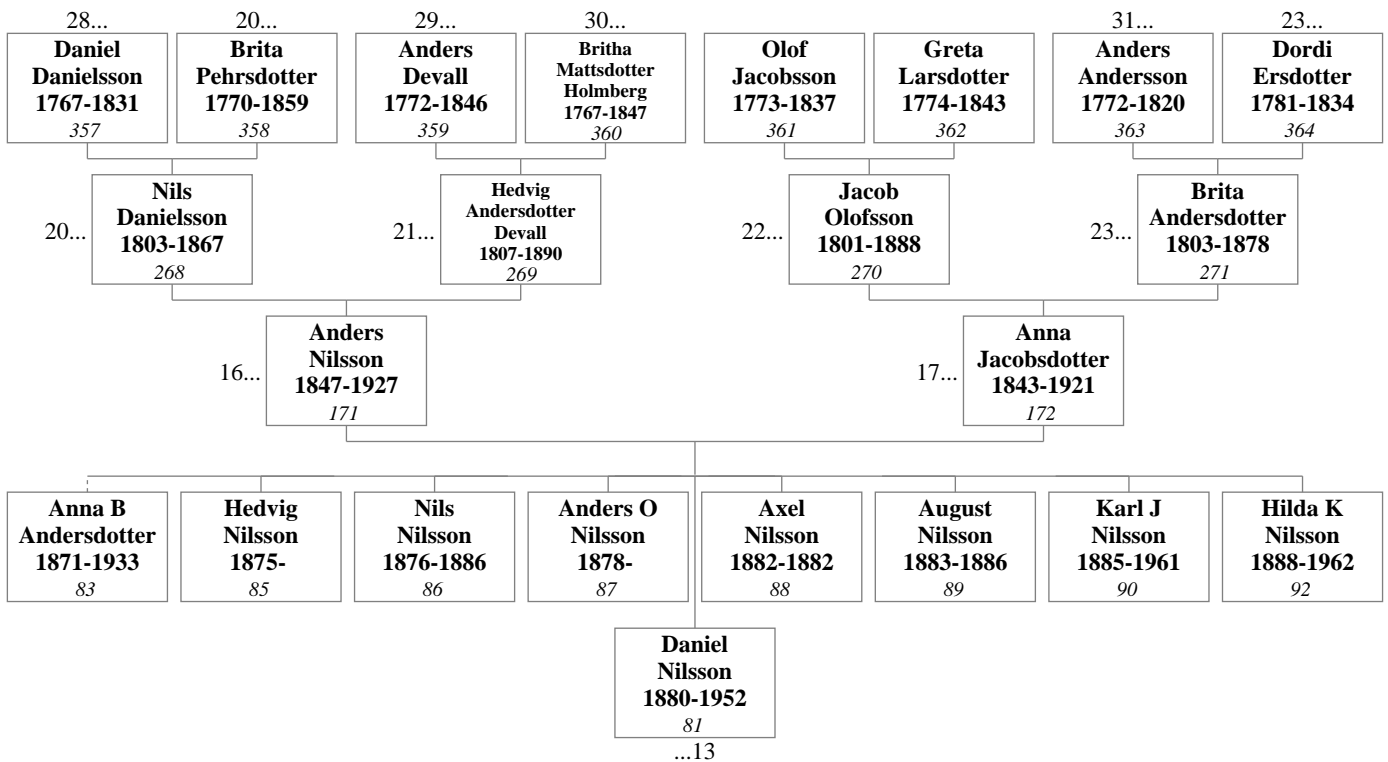 28...
20...
29...
30...
31...
23...
Daniel
Danielsson
1767-1831
357
Brita
Pehrsdotter
1770-1859
358
Anders
Devall
1772-1846
359
Britha
Mattsdotter
Holmberg
1767-1847
360
Olof
Jacobsson
1773-1837
361
Greta
Larsdotter
1774-1843
362
Anders
Andersson
1772-1820
363
Dordi
Ersdotter
1781-1834
364
20...
Nils
Danielsson
1803-1867
268
21...
Hedvig
Andersdotter
Devall
1807-1890
269
22...
Jacob
Olofsson
1801-1888
270
23...
Brita
Andersdotter
1803-1878
271
16...
Anders
Nilsson
1847-1927
171
17...
Anna
Jacobsdotter
1843-1921
172
Anna B
Andersdotter
1871-1933
83
Hedvig
Nilsson
1875-
85
Nils
Nilsson
1876-1886
86
Anders O
Nilsson
1878-
87
Axel
Nilsson
1882-1882
88
August
Nilsson
1883-1886
89
Karl J
Nilsson
1885-1961
90
Hilda K
Nilsson
1888-1962
92
Daniel
Nilsson
1880-1952
81
...13